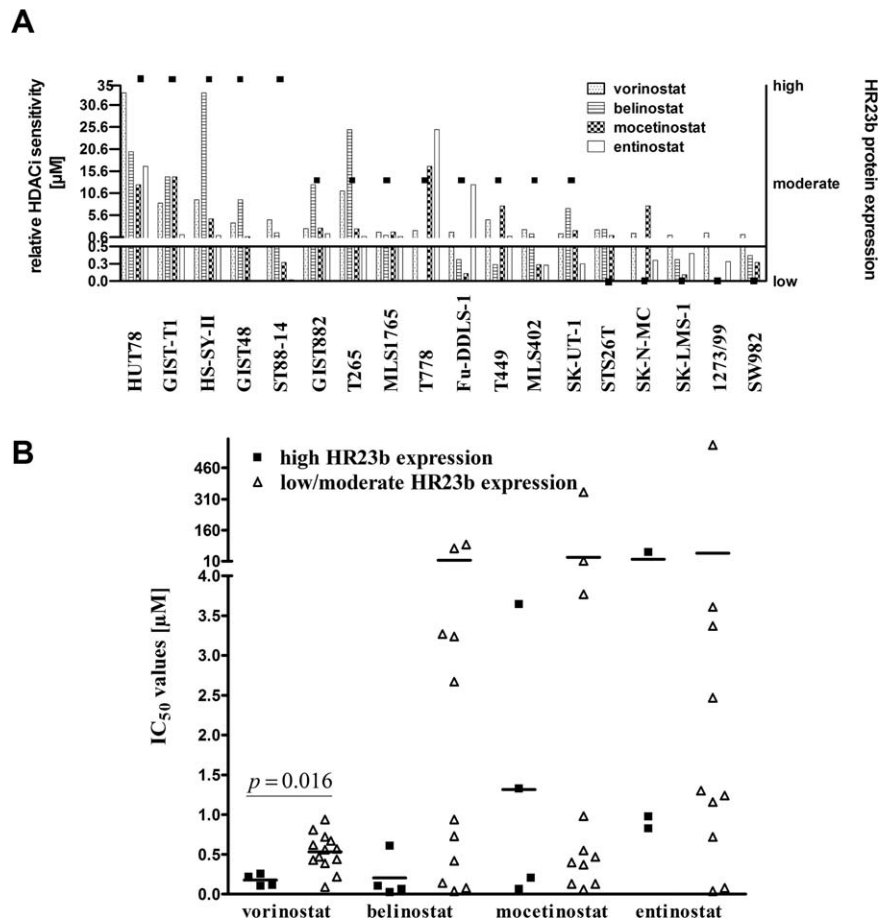 A
relative HDACi sensitivity
[µM]
35
30.6
25.6
20.6
15.6
10.6
5.6
0.6
0.5
0.3
0.0
vorinostat
belinostat
mocetinostat
entinostat
high
moderate
low
HR23b protein expression
HUT78
GIST-T1
HS-SY-II
GIST48
ST88-14
GIST882
T265
MLS1765
T778
Fu-DDLS-1
T449
MLS402
SK-UT-1
STS26T
SK-N-MC
SK-LMS-1
1273/99
SW982
B
high HR23b expression
low/moderate HR23b expression
IC50 values [µM]
460
310
160
10
4.0
3.5
3.0
2.5
2.0
1.5
1.0
0.5
0.0
p = 0.016
vorinostat
belinostat
mocetinostat
entinostat